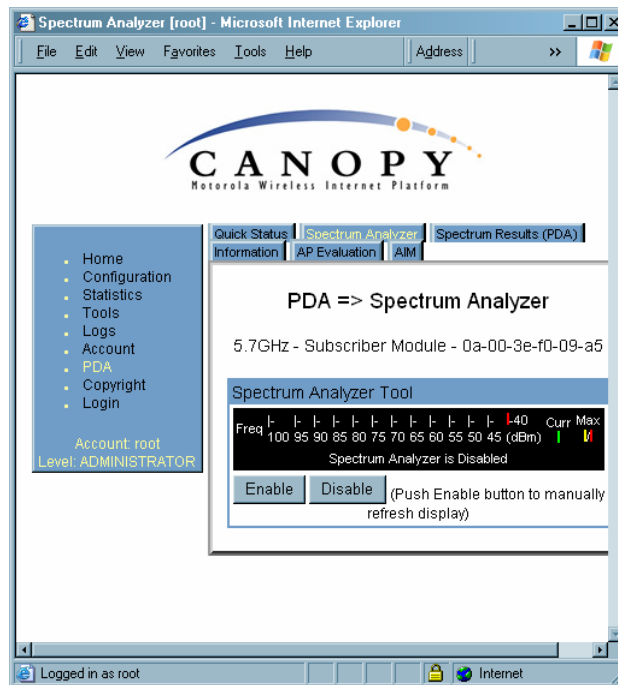 Spectrum Analyzer [root] - Microsoft Internet Explorer
File Edit View Favorites Tools Help Address »
CANOPY
Motorola Wireless Internet Platform
Quick Status Spectrum Analyzer Spectrum Results (PDA)
Information AP Evaluation AIM
Home
Configuration
Statistics
Tools
Logs
Account
PDA
Copyright
Login
Account: root
Level: ADMINISTRATOR
PDA => Spectrum Analyzer
5.7GHz - Subscriber Module - 0a-00-3e-f0-09-a5
Spectrum Analyzer Tool
Freq |- |- |- |- |- |- |- |- |- |- |- |- |-40 Curr Max
100 95 90 85 80 75 70 65 60 55 50 45 (dBm)
Spectrum Analyzer is Disabled
Enable Disable (Push Enable button to manually
refresh display)
Logged in as root Internet